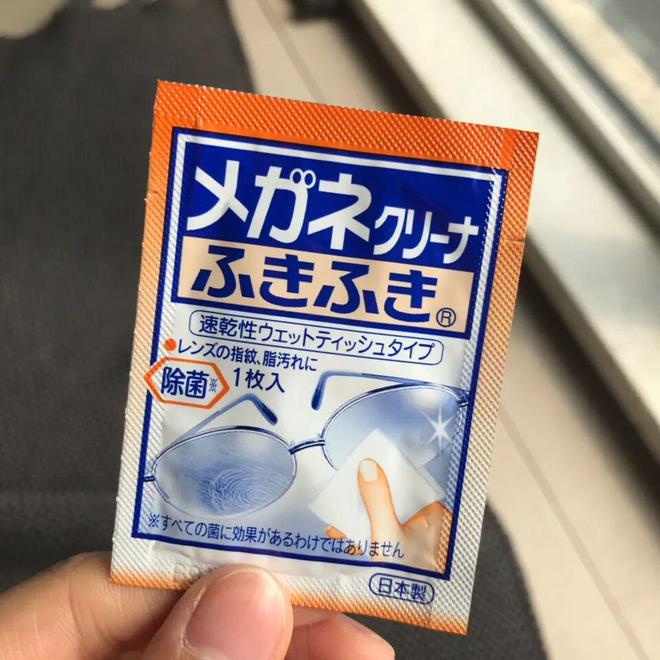 メガネクリーナ
ふきふき®
速乾性ウエットティッシュタイプ
●レンズの指紋、脂汚れに
除菌※ 1枚入
※すべての菌に効果があるわけではありません
日本製